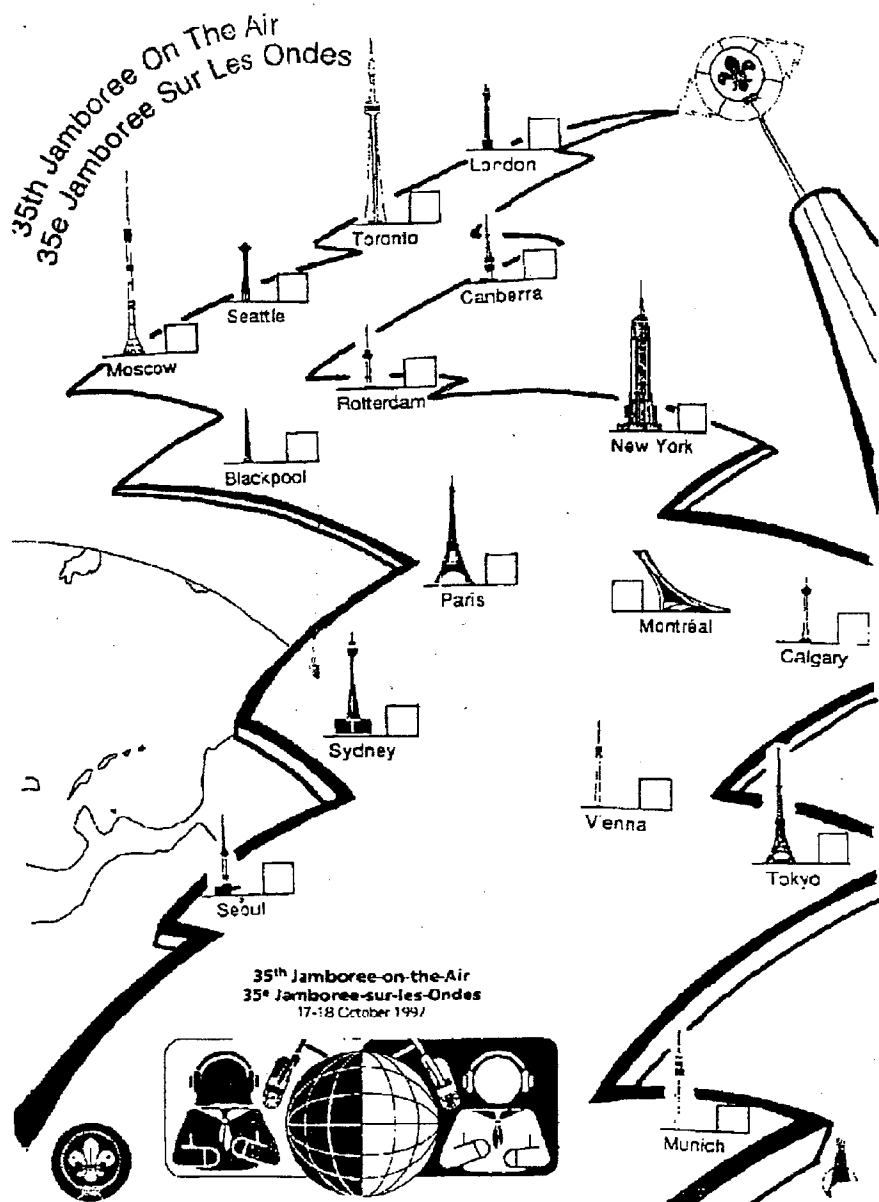 35th Jamboree On The Air
35e Jamboree Sur Les Ondes
London
Toronto
Canberra
Seattle
Moscow
Rotterdam
New York
Blackpool
Paris
Montréal
Calgary
Sydney
Vienna
Tokyo
Seoul
35th Jamboree-on-the-Air
35e Jamboree-sur-les-Ondes
17-18 October 1992
Munich